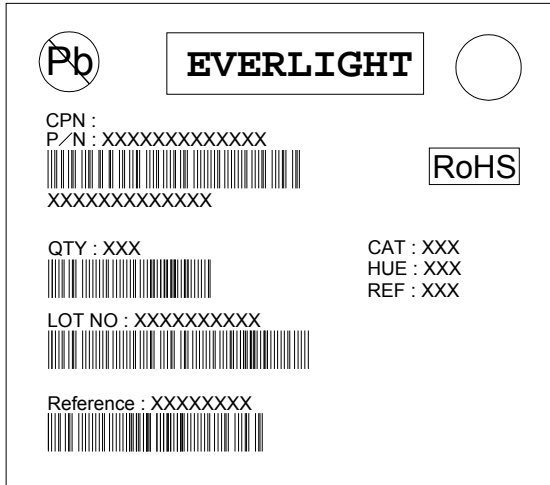 Pb
EVERLIGHT
CPN :
P/N : XXXXXXXXXXXXX
RoHS
XXXXXXXXXXXXX
QTY : XXX
CAT : XXX
HUE : XXX
REF : XXX
LOT NO : XXXXXXXXXX
Reference : XXXXXXXX